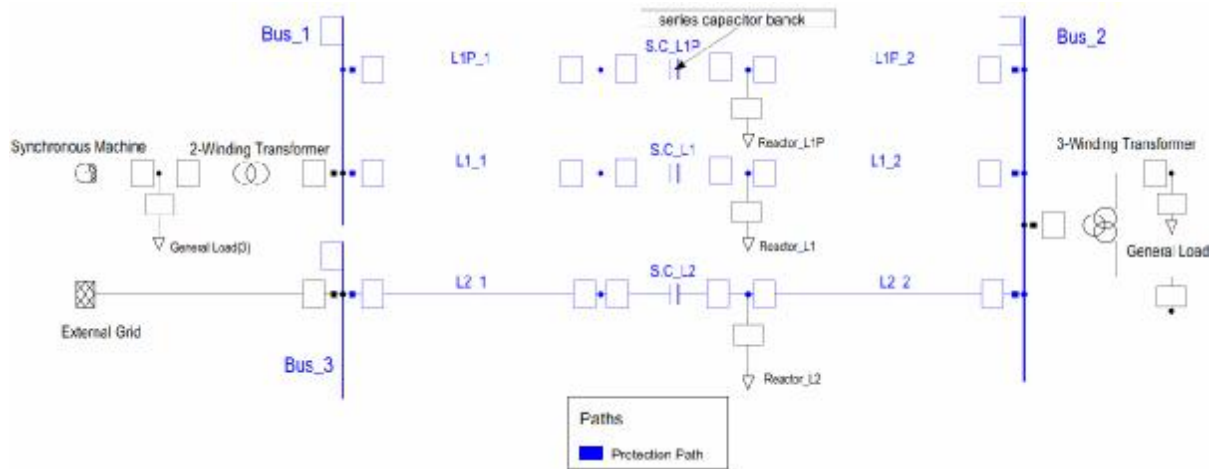 series capacitor banck
Bus_1
Bus_2
S.C_L1P
L1P_1
L1P_2
Reactor_L1P
Synchronous Machine
2-Winding Transformer
3-Winding Transformer
S.C_L1
L1_1
L1_2
General Load(3)
Reactor_L1
General Load
S.C_L2
L2_1
L2_2
External Grid
Bus_3
Reactor_L2
Paths
Protection Path